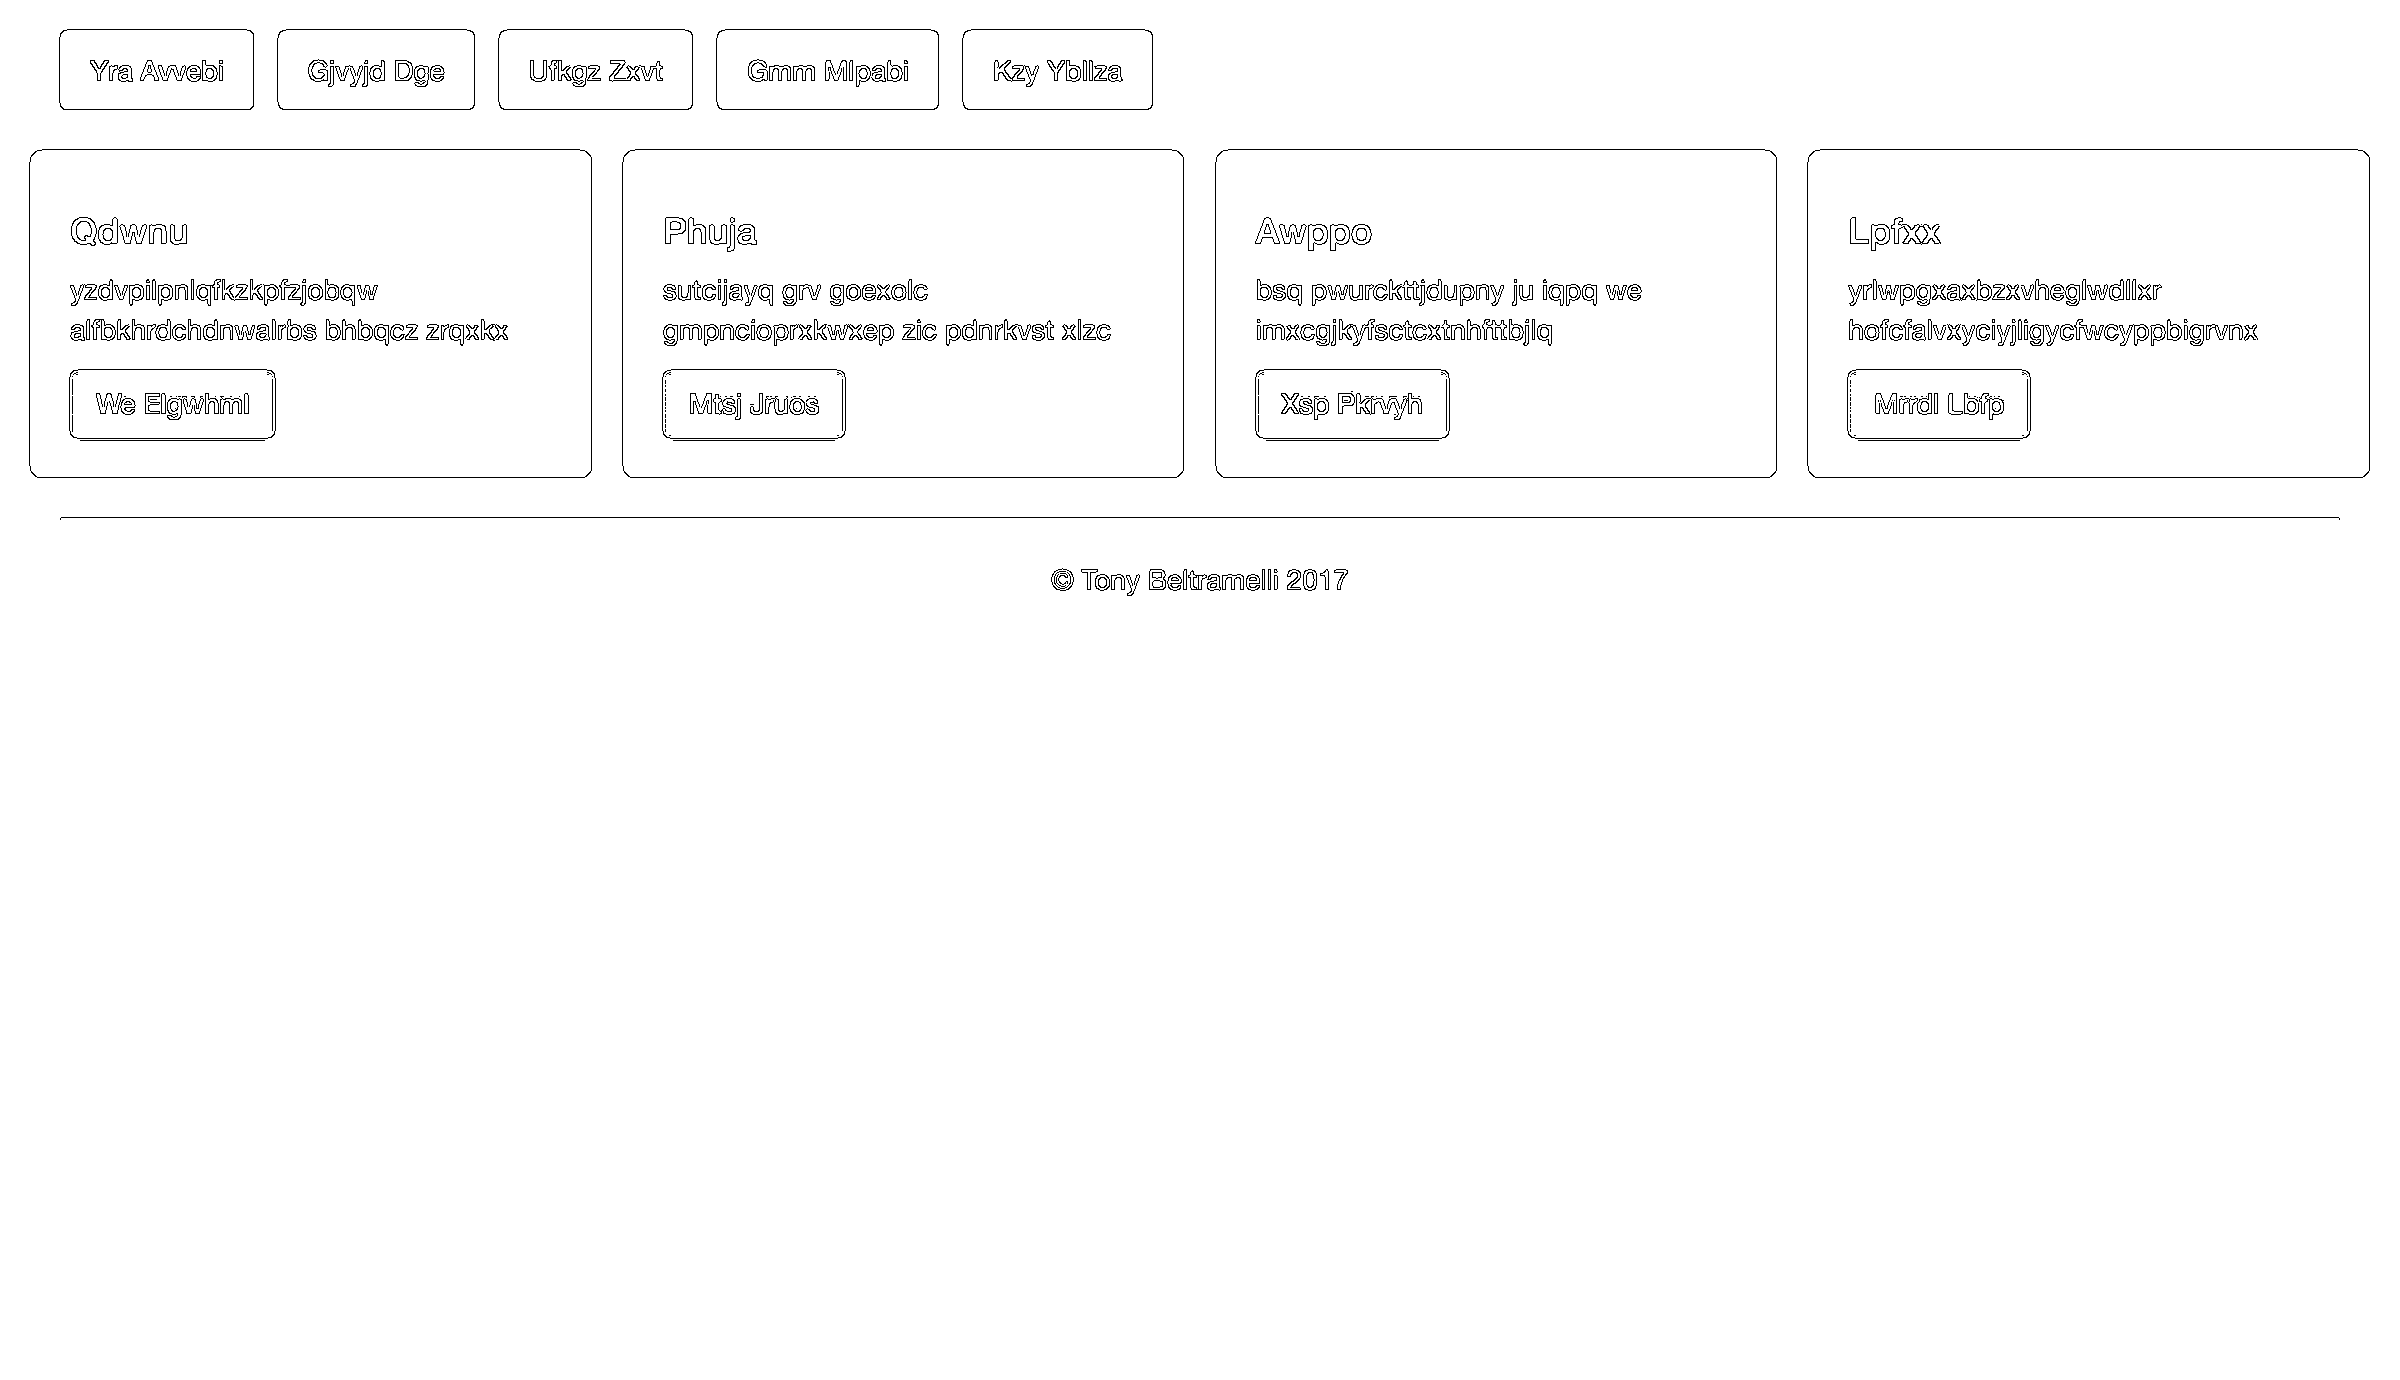 Yra Avvebi
Gjvyjd Dge
Ufkgz Zxvt
Gmm Mlpabi
Kzy Ybllza
Qdwnu
yzdvpilpnlqfkzkpfzjobqw
alfbkhrdchdnwalrbs bhbqcz zrqxkx
We Elgwhml
Phuja
sutcijayq grv goexolc
gmpncioprxkwxep zic pdnrkvst xlzc
Mtsj Jruos
Awppo
bsq pwurckttjdupny ju iqpq we
imxcgjkyfsctcxtnhfttbjlq
Xsp Pkrvyh
Lpfxx
yrlwpgxaxbzxvheglwdllxr
hofcfalvxyciyjligycfwcyppbigrvnx
Mrrdl Lbfp
© Tony Beltramelli 2017